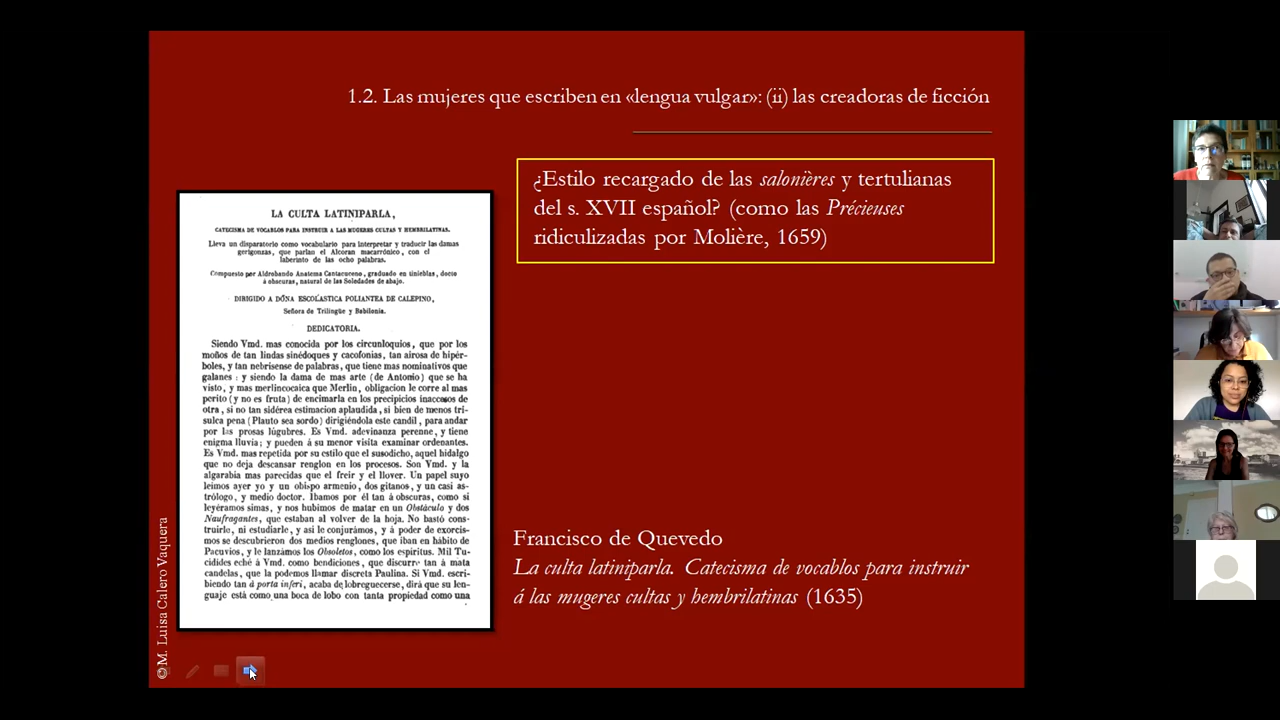 1.2. Las mujeres que escriben en «lengua vulgar»: (ii) las creadoras de ficción
¿Estilo recargado de las salonières y tertulianas
del s. XVII español? (como las Précieuses
ridiculizadas por Molière, 1659)
LA CULTA LATINIPARLA,
CATECISMA DE VOCABLOS PARA INSTRUIR A LAS MUGERES CULTAS Y HEMBRILATINAS.
Lleva un disparatorio como vocabulario para interpretar y traducir las damas
gerigonzas, que parlan el Alcoran macarrónico, con el
laberinto de las ocho palabras.
Compuesto por Aldrobando Anatema Cantacuceno, graduado en tinieblas, docto
á obscuras, natural de las Soledades de abajo.
DIRIGIDO A DOÑA ESCOLASTICA POLIANTEA DE CALEPINO,
Señora de Trilingüe y Babilonia.
DEDICATORIA.
Siendo Vmd. mas conocida por los circunloquios, que por los
moños de tan lindas sinédoques y cacofonias, tan airosa de hipér-
boles, y tan nebrisense de palabras, que tiene mas nominativos que
galanes: y siendo la dama de mas arte (de Antonio) que se ha
visto, y mas merlincocaica que Merlin, obligacion le corre al mas
perito (y no es fruta) de encimarla en los precipicios inaccesos de
otra, si no tan sidérea estimacion aplaudida, si bien de menos tri-
sulca pena (Plauto sea sordo) dirigiéndola este candil, para andar
por las prosas lúgubres. Es Vmd. adevinanza perenne, y tiene
enigma lluvia; y pueden á su menor visita examinar ordenantes.
Es Vmd. mas repetida por su estilo que el susodicho, aquel hidalgo
que no deja descansar renglon en los procesos. Son Vmd. y la
algarabia mas parecidas que el freir y el llover. Un papel suyo
leimos ayer yo y un obispo armenio, dos gitanos, y un casi as-
trólogo, y medio doctor. Ibamos por él tan á obscuras, como si
leyéramos simas, y nos hubimos de matar en un Obstáculo y dos
Naufragantes, que estaban al volver de la hoja. No bastó cons-
truirle, ni estudiarle, y asi le conjurámos, y á poder de exorcis-
mos se descubrieron dos medios renglones, que iban en hábito de
Pacuvios, y le lanzámos los Obsoletos, como los espiritus. Mil Tu-
cidides eché á Vmd. como bendiciones, que discurre tan á mata
candelas, que la podemos llamar discreta Paulina. Si Vmd. escri-
biendo tan á porta inferi, acaba de lobreguecerse, dirá que su len-
guaje está como una boca de lobo con tanta propiedad como una
Francisco de Quevedo
La culta latiniparla. Catecisma de vocablos para instruir
á las mugeres cultas y hembrilatinas (1635)
©M. Luisa Calero Vaquera